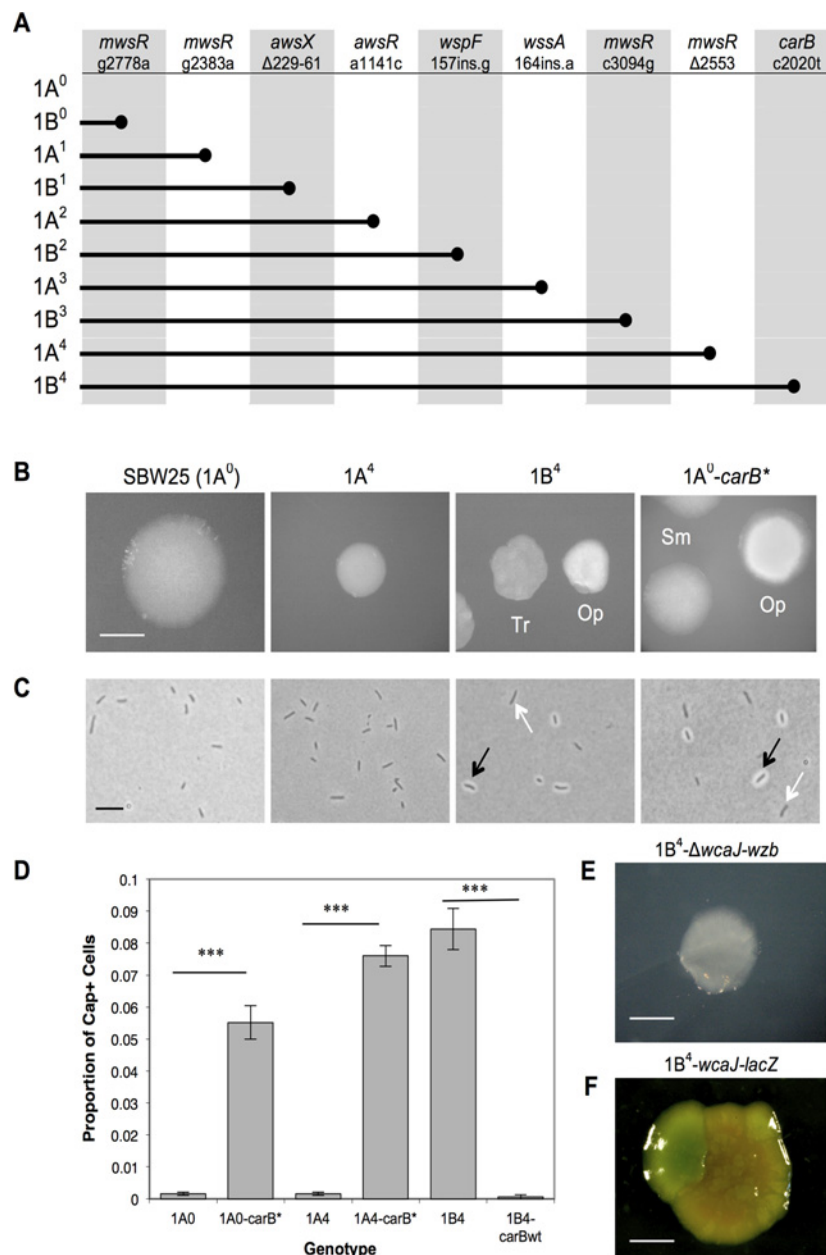 A
mwsR mwsR awsX awsR wspF wssA mwsR mwsR carB
g2778a g2383a Δ229-61 a1141c 157ins.g 164ins.a c3094g Δ2553 c2020t
1A⁰
1B⁰
1A¹
1B¹
1A²
1B²
1A³
1B³
1A⁴
1B⁴
B
SBW25 (1A⁰) 1A⁴ 1B⁴ 1A⁰-carB*
Sm
Tr Op Op
C
D
Proportion of Cap+ Cells
0.1
0.09
0.08
0.07
0.06
0.05
0.04
0.03
0.02
0.01
0
*** *** ***
1A0 1A0-carB* 1A4 1A4-carB* 1B4 1B4-
carBwt
Genotype
E
1B⁴-ΔwcaJ-wzb
F
1B⁴-wcaJ-lacZ